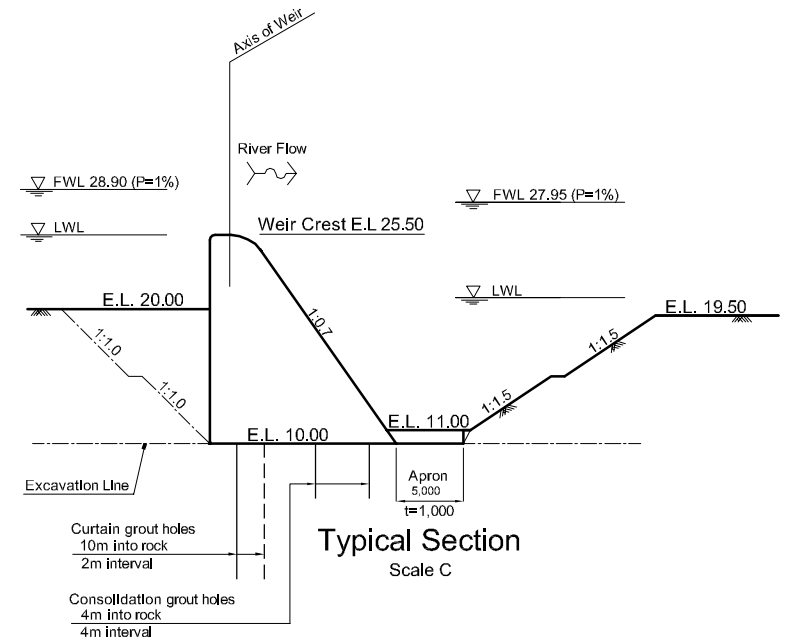 Axis of Weir
River Flow
FWL 28.90 (P=1%)
FWL 27.95 (P=1%)
LWL
Weir Crest E.L 25.50
LWL
E.L. 20.00
E.L. 19.50
1:0.7
1:1.0
1:1.5
1:1.0
1:1.5
E.L. 11.00
E.L. 10.00
Excavation Line
Apron
5,000
t=1,000
Curtain grout holes
10m into rock
2m interval
Typical Section
Scale C
Consolidation grout holes
4m into rock
4m interval